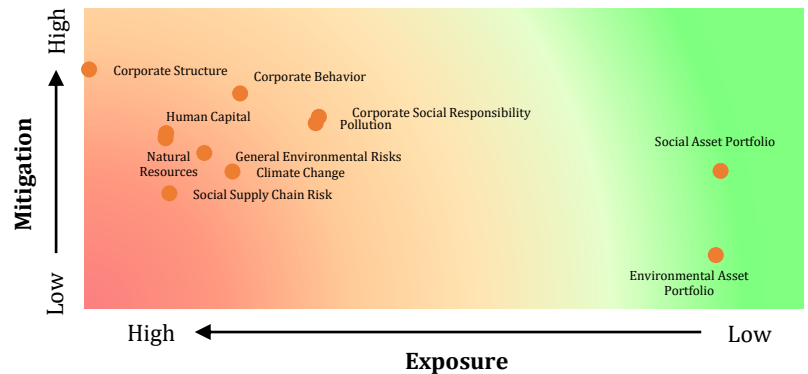 High
Mitigation
Low
Corporate Structure
Corporate Behavior
Human Capital
Corporate Social Responsibility
Pollution
Natural
Resources
General Environmental Risks
Climate Change
Social Supply Chain Risk
Social Asset Portfolio
Environmental Asset
Portfolio
High
Low
Exposure